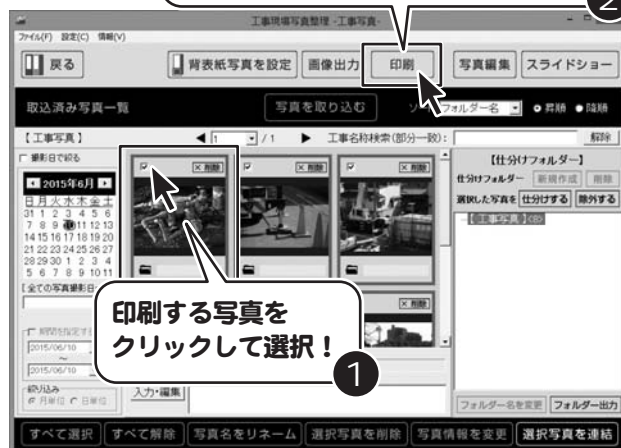 2
工事現場写真整理 -工事写真-
ファイル(F) 設定(C) 情報(V)
戻る 背表紙写真を設定 画像出力 印刷 写真編集 スライドショー
取込済み写真一覧 写真を取り込む フォルダー名 昇順 降順
【工事写真】 1 / 1 工事名称検索(部分一致): 解除
撮影日で絞る
× 削除 × 削除 × 削除
【仕分けフォルダー】
仕分けフォルダー 新規作成 削除
選択した写真を 仕分けする 除外する
【工事写真】<8>
2015年6月
日 月 火 水 木 金 土
31 1 2 3 4 5 6
7 8 9 10 11 12 13
14 15 16 17 18 19 20
21 22 23 24 25 26 27
28 29 30 1 2 3 4
5 6 7 8 9 10 11
【全ての写真撮影日
× 削除
印刷する写真を
クリックして選択！
1
期間を指定す
2015/06/10
～
2015/06/10
絞り込み
月単位 日単位
入力・編集
フォルダー名を変更 フォルダー出力
すべて選択 すべて解除 写真名をリネーム 選択写真を削除 写真情報を変更 選択写真を連結